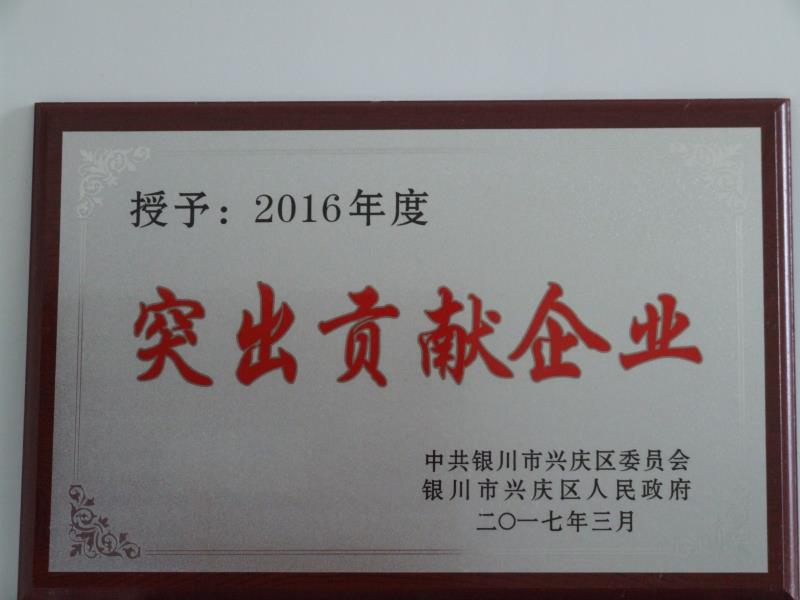 授予：2016年度
突出贡献企业
中共银川市兴庆区委员会
银川市兴庆区人民政府
二〇一七年三月